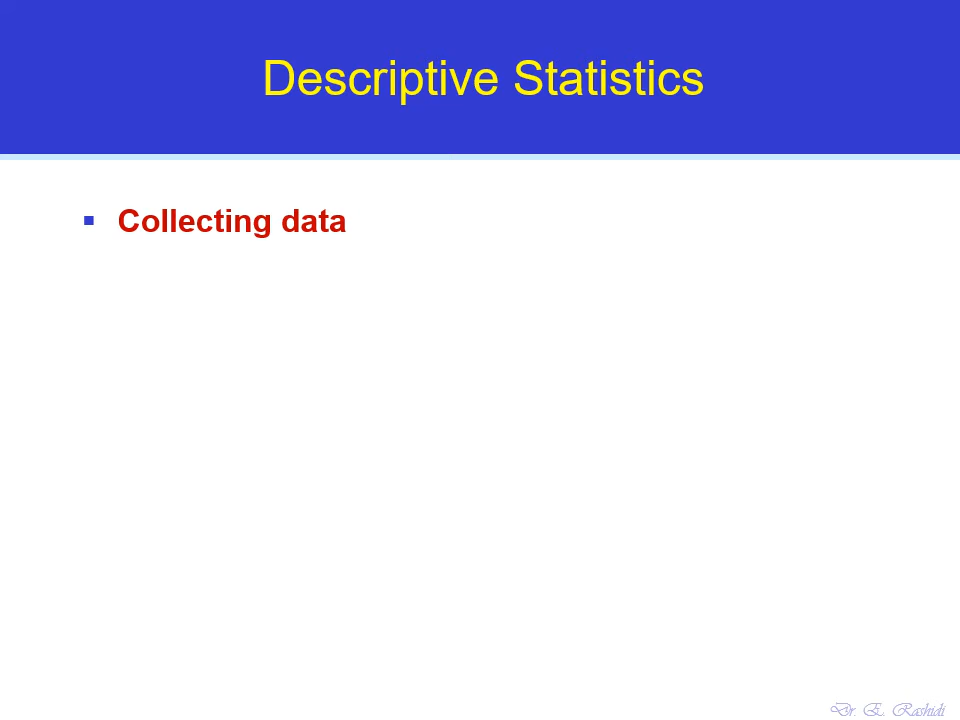 Descriptive Statistics
▪ Collecting data
Dr. E. Rashidi